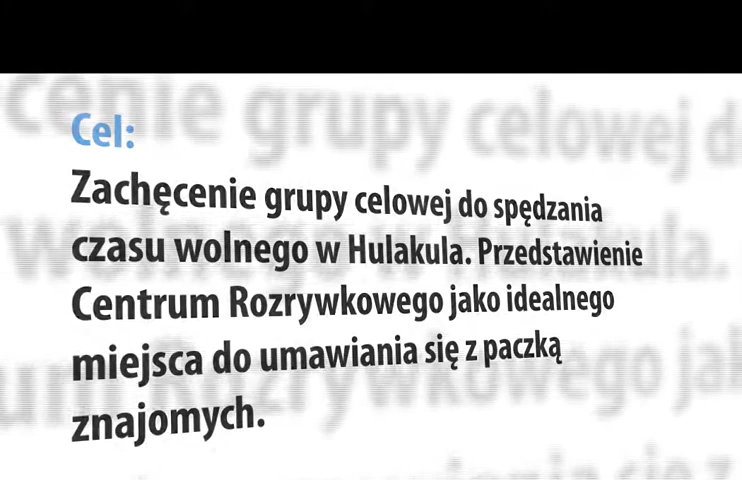 Cel:
Zachęcenie grupy celowej do spędzania
czasu wolnego w Hulakula. Przedstawienie
Centrum Rozrywkowego jako idealnego
miejsca do umawiania się z paczką
znajomych.